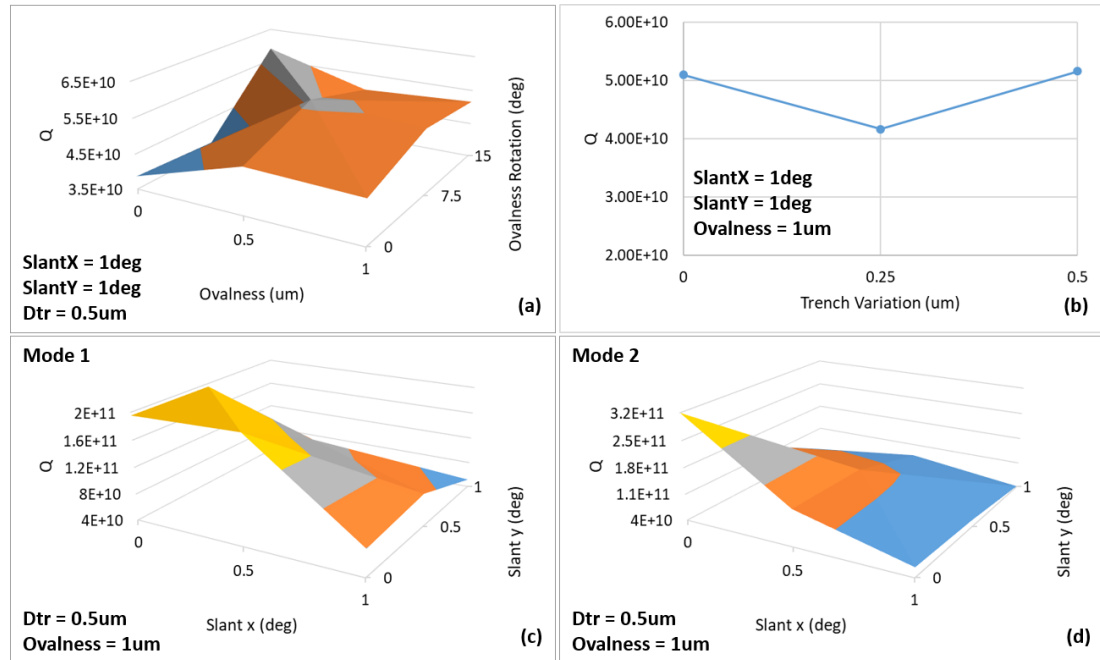 6.5E+10
5.5E+10
4.5E+10
3.5E+10
Q
0
0.5
1
Ovalness (um)
0
7.5
15
Ovalness Rotation (deg)
SlantX = 1deg
SlantY = 1deg
Dtr = 0.5um
(a)
6.00E+10
5.00E+10
4.00E+10
3.00E+10
2.00E+10
Q
SlantX = 1deg
SlantY = 1deg
Ovalness = 1um
0
0.25
0.5
Trench Variation (um)
(b)
Mode 1
2E+11
1.6E+11
1.2E+11
8E+10
4E+10
Q
0
0.5
1
Slant x (deg)
0
0.5
1
Slant y (deg)
Dtr = 0.5um
Ovalness = 1um
(c)
Mode 2
3.2E+11
2.5E+11
1.8E+11
1.1E+11
4E+10
Q
0
0.5
1
Slant x (deg)
0
0.5
1
Slant y (deg)
Dtr = 0.5um
Ovalness = 1um
(d)